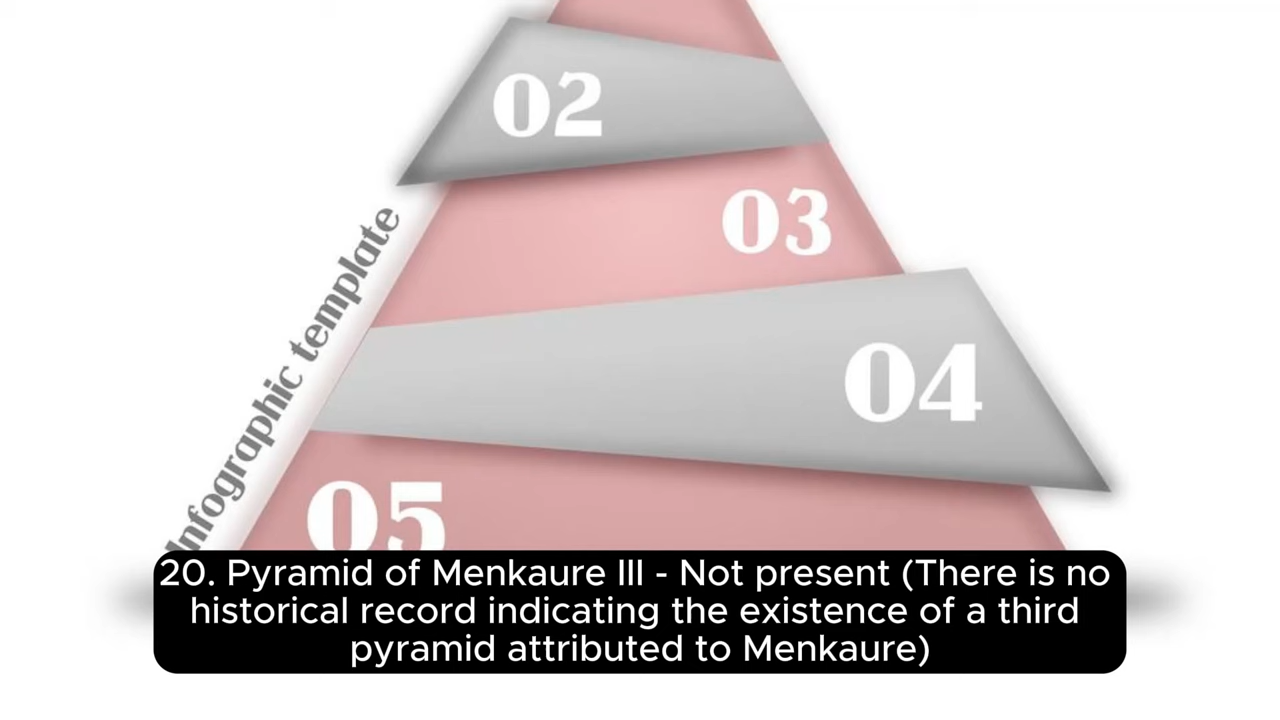 02
03
Infographic template
04
05
20. Pyramid of Menkaure III - Not present (There is no
historical record indicating the existence of a third
pyramid attributed to Menkaure)